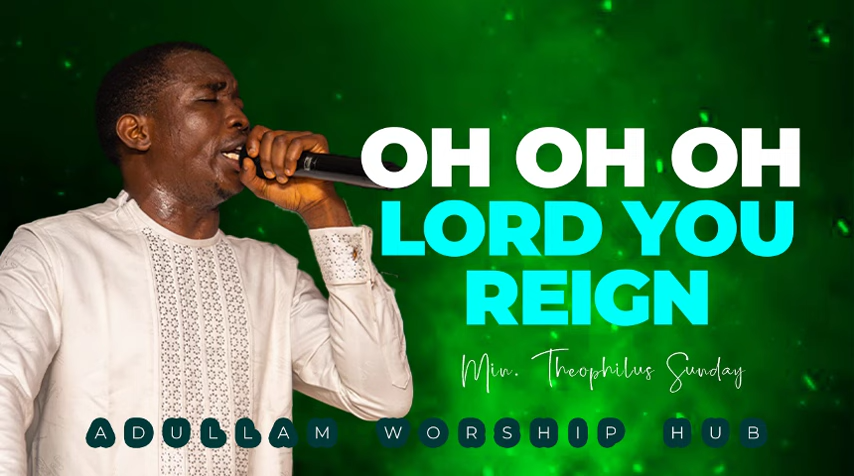 OH OH OH
LORD YOU
REIGN
Min. Theophilus Sunday
ADULLAM WORSHIP HUB